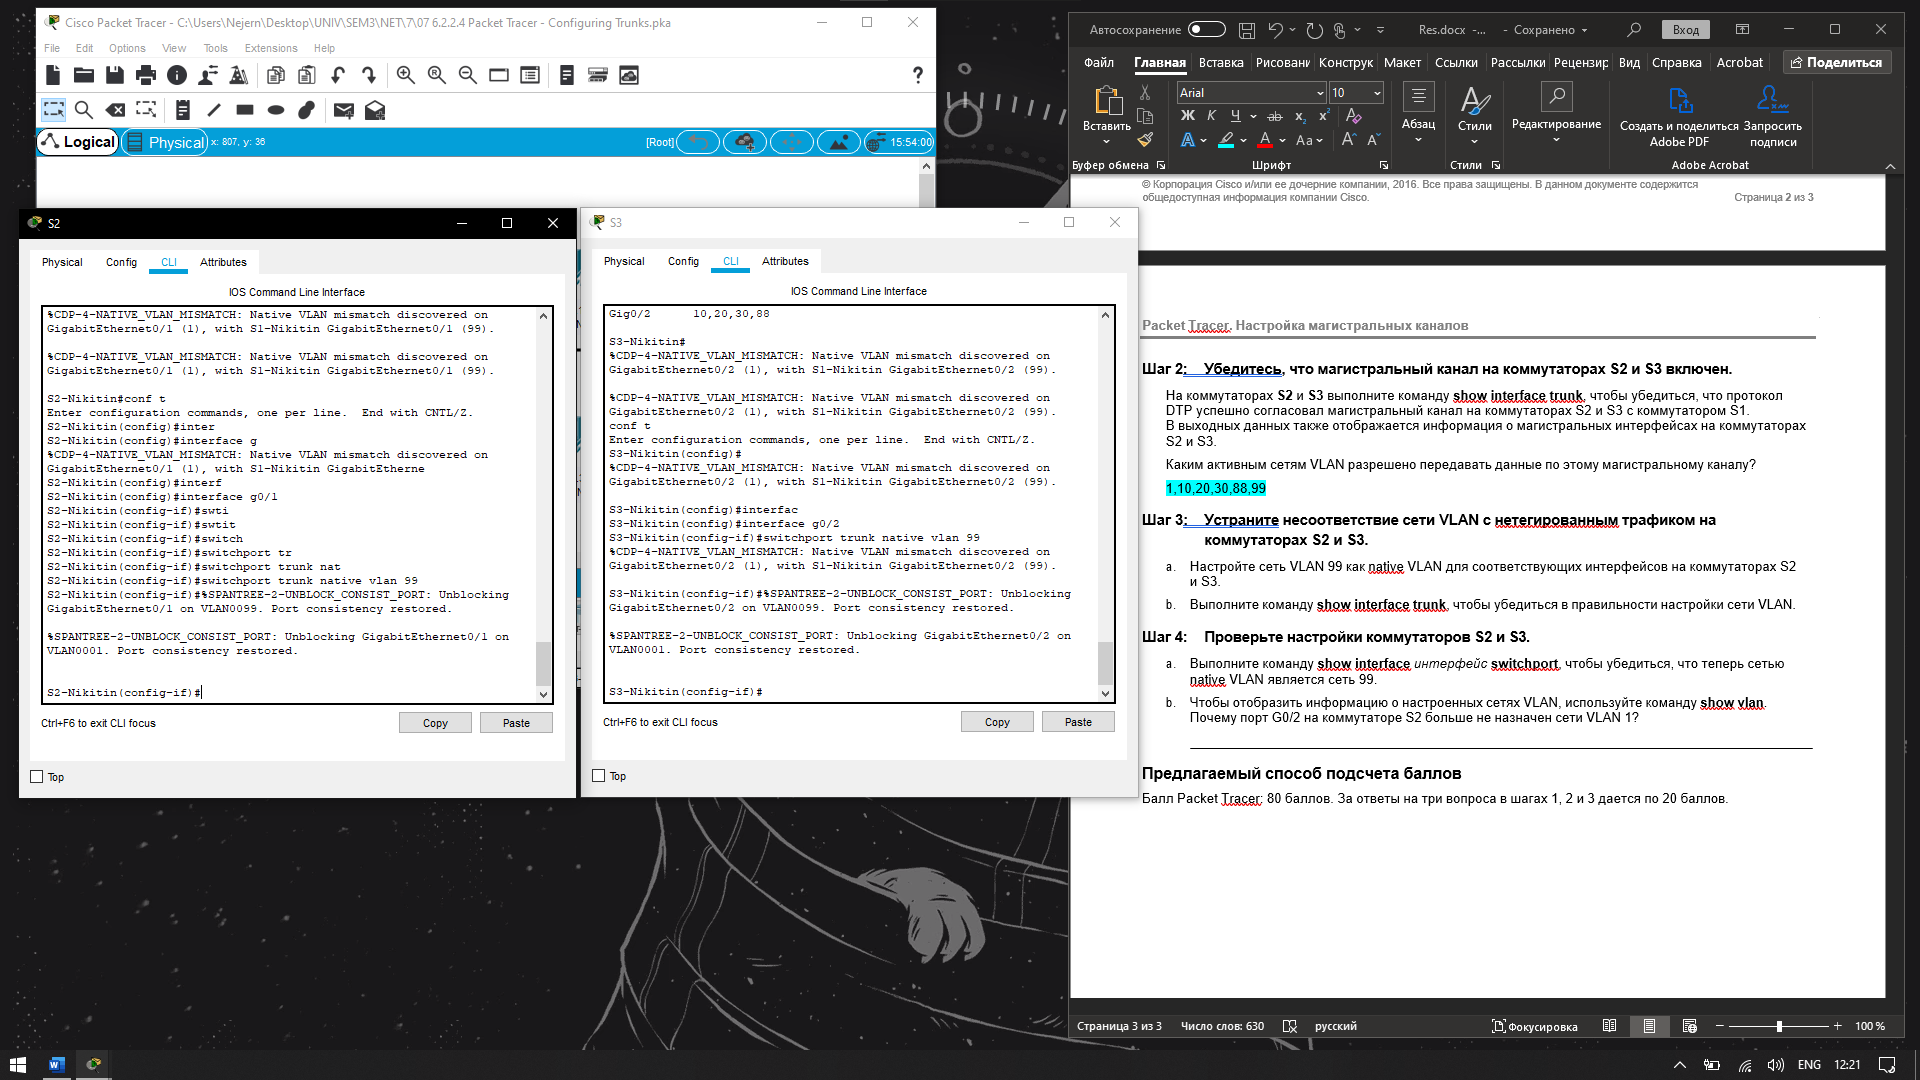 Cisco Packet Tracer - C:\Users\Nejern\Desktop\UNIV\SEM3\NET\7\07 6.2.2.4 Packet Tracer - Configuring Trunks.pka
File Edit Options View Tools Extensions Help
Logical Physical x: 807, y: 36 [Root] 15:54:00
S2
Physical Config CLI Attributes
IOS Command Line Interface
%CDP-4-NATIVE_VLAN_MISMATCH: Native VLAN mismatch discovered on
GigabitEthernet0/1 (1), with S1-Nikitin GigabitEthernet0/1 (99).
%CDP-4-NATIVE_VLAN_MISMATCH: Native VLAN mismatch discovered on
GigabitEthernet0/1 (1), with S1-Nikitin GigabitEthernet0/1 (99).
S2-Nikitin#conf t
Enter configuration commands, one per line.  End with CNTL/Z.
S2-Nikitin(config)#inter
S2-Nikitin(config)#interface g
%CDP-4-NATIVE_VLAN_MISMATCH: Native VLAN mismatch discovered on
GigabitEthernet0/1 (1), with S1-Nikitin GigabitEtherne
S2-Nikitin(config)#interf
S2-Nikitin(config)#interface g0/1
S2-Nikitin(config-if)#swti
S2-Nikitin(config-if)#swtit
S2-Nikitin(config-if)#switch
S2-Nikitin(config-if)#switchport tr
S2-Nikitin(config-if)#switchport trunk nat
S2-Nikitin(config-if)#switchport trunk native vlan 99
S2-Nikitin(config-if)#%SPANTREE-2-UNBLOCK_CONSIST_PORT: Unblocking
GigabitEthernet0/1 on VLAN0099. Port consistency restored.
%SPANTREE-2-UNBLOCK_CONSIST_PORT: Unblocking GigabitEthernet0/1 on
VLAN0001. Port consistency restored.
S2-Nikitin(config-if)#
Ctrl+F6 to exit CLI focus
Copy Paste
Top
S3
Physical Config CLI Attributes
IOS Command Line Interface
Gig0/2      10,20,30,88
S3-Nikitin#
%CDP-4-NATIVE_VLAN_MISMATCH: Native VLAN mismatch discovered on
GigabitEthernet0/2 (1), with S1-Nikitin GigabitEthernet0/2 (99).
%CDP-4-NATIVE_VLAN_MISMATCH: Native VLAN mismatch discovered on
GigabitEthernet0/2 (1), with S1-Nikitin GigabitEthernet0/2 (99).
conf t
Enter configuration commands, one per line.  End with CNTL/Z.
S3-Nikitin(config)#
%CDP-4-NATIVE_VLAN_MISMATCH: Native VLAN mismatch discovered on
GigabitEthernet0/2 (1), with S1-Nikitin GigabitEthernet0/2 (99).
S3-Nikitin(config)#interfac
S3-Nikitin(config)#interface g0/2
S3-Nikitin(config-if)#switchport trunk native vlan 99
%CDP-4-NATIVE_VLAN_MISMATCH: Native VLAN mismatch discovered on
GigabitEthernet0/2 (1), with S1-Nikitin GigabitEthernet0/2 (99).
S3-Nikitin(config-if)#%SPANTREE-2-UNBLOCK_CONSIST_PORT: Unblocking
GigabitEthernet0/2 on VLAN0099. Port consistency restored.
%SPANTREE-2-UNBLOCK_CONSIST_PORT: Unblocking GigabitEthernet0/2 on
VLAN0001. Port consistency restored.
S3-Nikitin(config-if)#
Ctrl+F6 to exit CLI focus
Copy Paste
Top
Автосохранение Res.docx -... - Сохранено Вход
Файл Главная Вставка Рисовани Конструк Макет Ссылки Рассылки Рецензир Вид Справка Acrobat Поделиться
Вставить Arial 10 Абзац Стили Редактирование Создать и поделиться Adobe PDF Запросить подписи
Ж К Ч ab x₂ x² A
A A Aa A A
Буфер обмена Шрифт Стили Adobe Acrobat
© Корпорация Cisco и/или ее дочерние компании, 2016. Все права защищены. В данном документе содержится
общедоступная информация компании Cisco. Страница 2 из 3
Packet Tracer. Настройка магистральных каналов
Шаг 2: Убедитесь, что магистральный канал на коммутаторах S2 и S3 включен.
На коммутаторах S2 и S3 выполните команду show interface trunk, чтобы убедиться, что протокол
DTP успешно согласовал магистральный канал на коммутаторах S2 и S3 с коммутатором S1.
В выходных данных также отображается информация о магистральных интерфейсах на коммутаторах
S2 и S3.
Каким активным сетям VLAN разрешено передавать данные по этому магистральному каналу?
1,10,20,30,88,99
Шаг 3: Устраните несоответствие сети VLAN с нетегированным трафиком на
коммутаторах S2 и S3.
a. Настройте сеть VLAN 99 как native VLAN для соответствующих интерфейсов на коммутаторах S2
и S3.
b. Выполните команду show interface trunk, чтобы убедиться в правильности настройки сети VLAN.
Шаг 4: Проверьте настройки коммутаторов S2 и S3.
a. Выполните команду show interface интерфейс switchport, чтобы убедиться, что теперь сетью
native VLAN является сеть 99.
b. Чтобы отобразить информацию о настроенных сетях VLAN, используйте команду show vlan.
Почему порт G0/2 на коммутаторе S2 больше не назначен сети VLAN 1?
Предлагаемый способ подсчета баллов
Балл Packet Tracer: 80 баллов. За ответы на три вопроса в шагах 1, 2 и 3 дается по 20 баллов.
Страница 3 из 3 Число слов: 630 русский Фокусировка 100 %
ENG 12:21